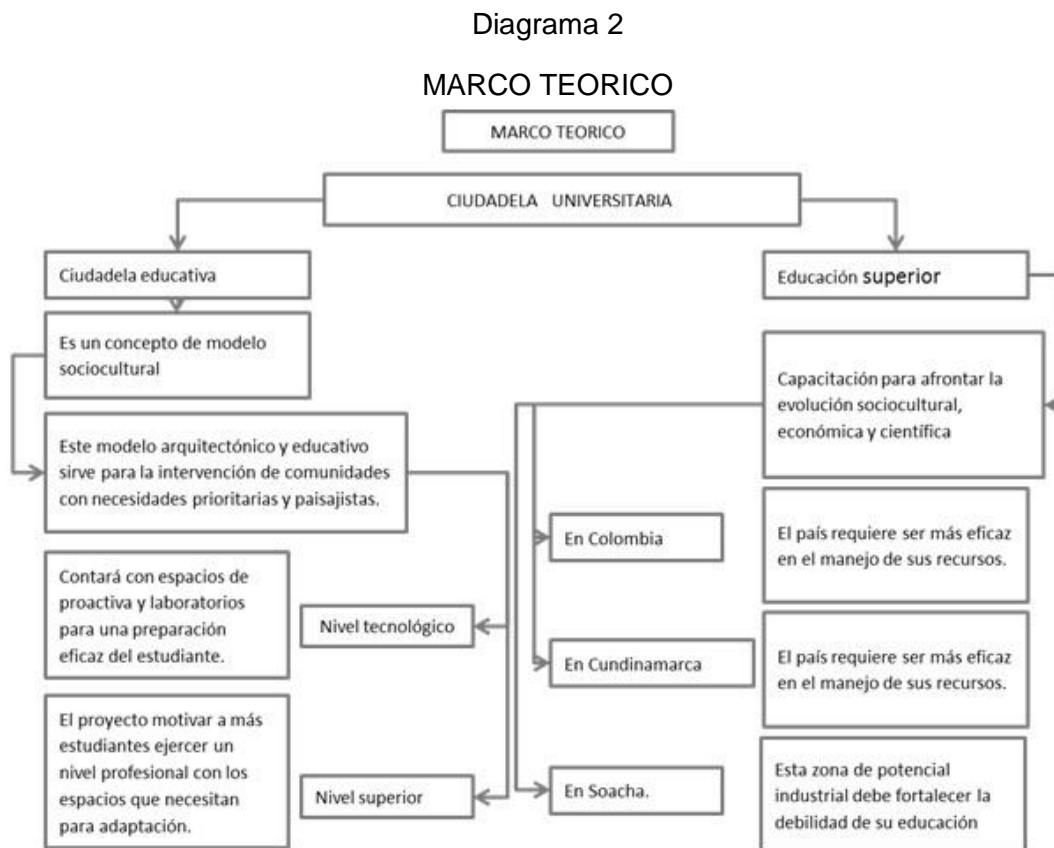 Diagrama 2
MARCO TEORICO
MARCO TEORICO
CIUDADELA UNIVERSITARIA
Ciudadela educativa
Educación superior
Es un concepto de modelo
sociocultural
Capacitación para afrontar la
evolución sociocultural,
económica y científica
Este modelo arquitectónico y educativo
sirve para la intervención de comunidades
con necesidades prioritarias y paisajistas.
En Colombia
El país requiere ser más eficaz
en el manejo de sus recursos.
Contará con espacios de
proactiva y laboratorios
para una preparación
eficaz del estudiante.
Nivel tecnológico
En Cundinamarca
El país requiere ser más eficaz
en el manejo de sus recursos.
El proyecto motivar a más
estudiantes ejercer un
nivel profesional con los
espacios que necesitan
para adaptación.
Nivel superior
En Soacha.
Esta zona de potencial
industrial debe fortalecer la
debilidad de su educación